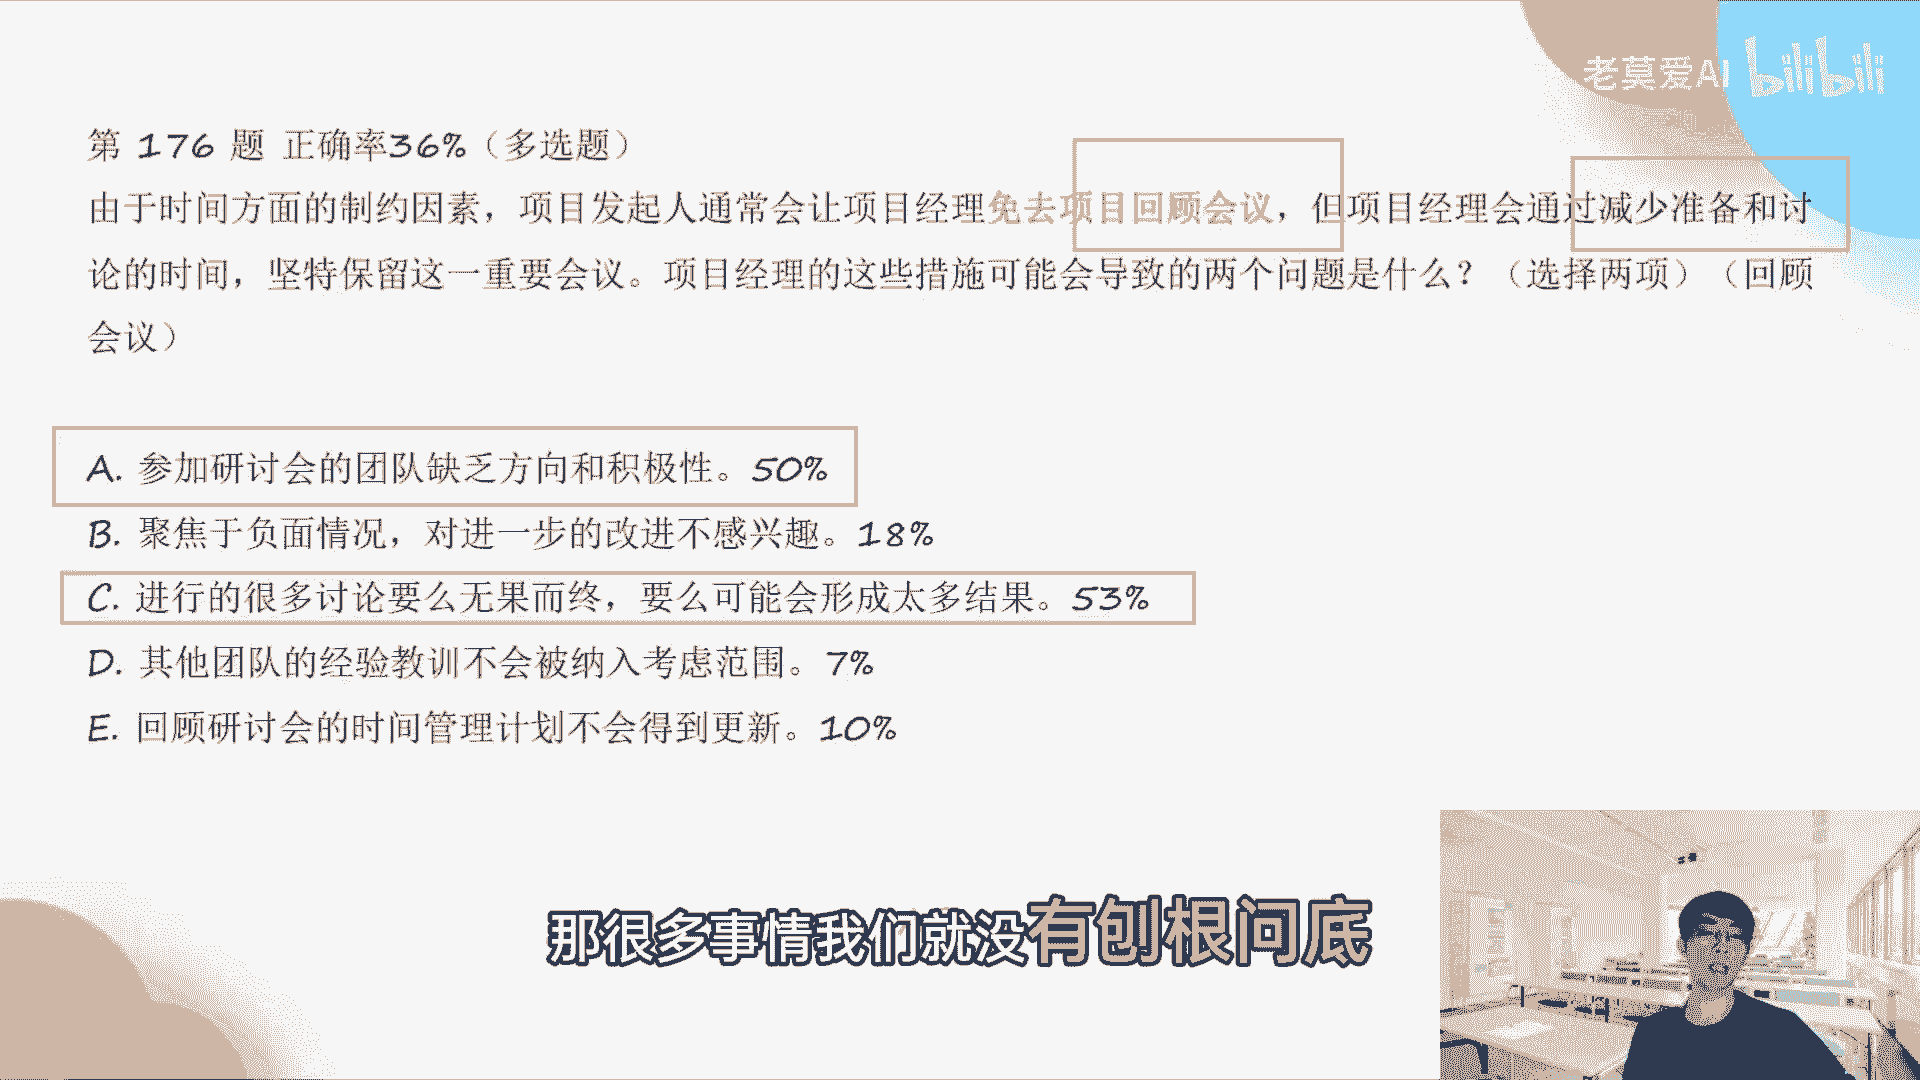 老莫爱AI bilibili
第 176 题 正确率36%（多选题）
由于时间方面的制约因素，项目发起人通常会让项目经理免去项目回顾会议，但项目经理会通过减少准备和讨
论的时间，坚特保留这一重要会议。项目经理的这些措施可能会导致的两个问题是什么？（选择两项）（回顾
会议）
A. 参加研讨会的团队缺乏方向和积极性。50%
B. 聚焦于负面情况，对进一步的改进不感兴趣。18%
C. 进行的很多讨论要么无果而终，要么可能会形成太多结果。53%
D. 其他团队的经验教训不会被纳入考虑范围。7%
E. 回顾研讨会的时间管理计划不会得到更新。10%
那很多事情我们就没有刨根问底